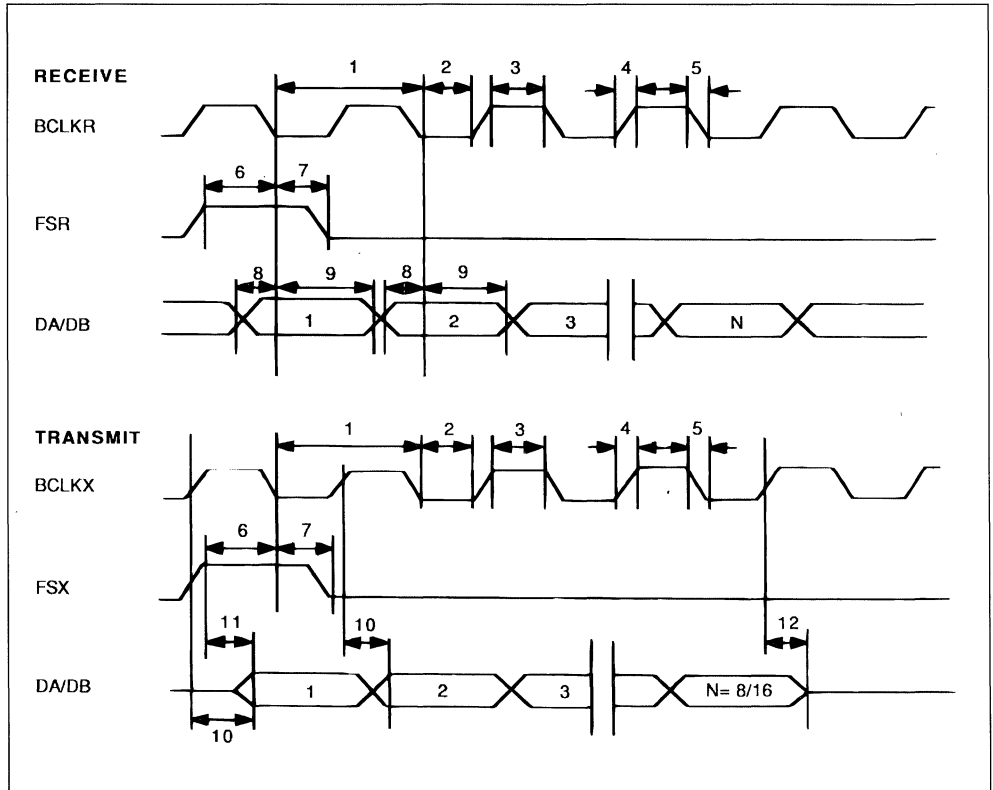 RECEIVE
1 2 3 4 5
BCLKR
6 7
FSR
8 9 8 9
DA/DB
1 2 3 N
TRANSMIT
1 2 3 4 5
BCLKX
6 7
FSX
11 10 12
DA/DB
1 2 3 N= 8/16
10